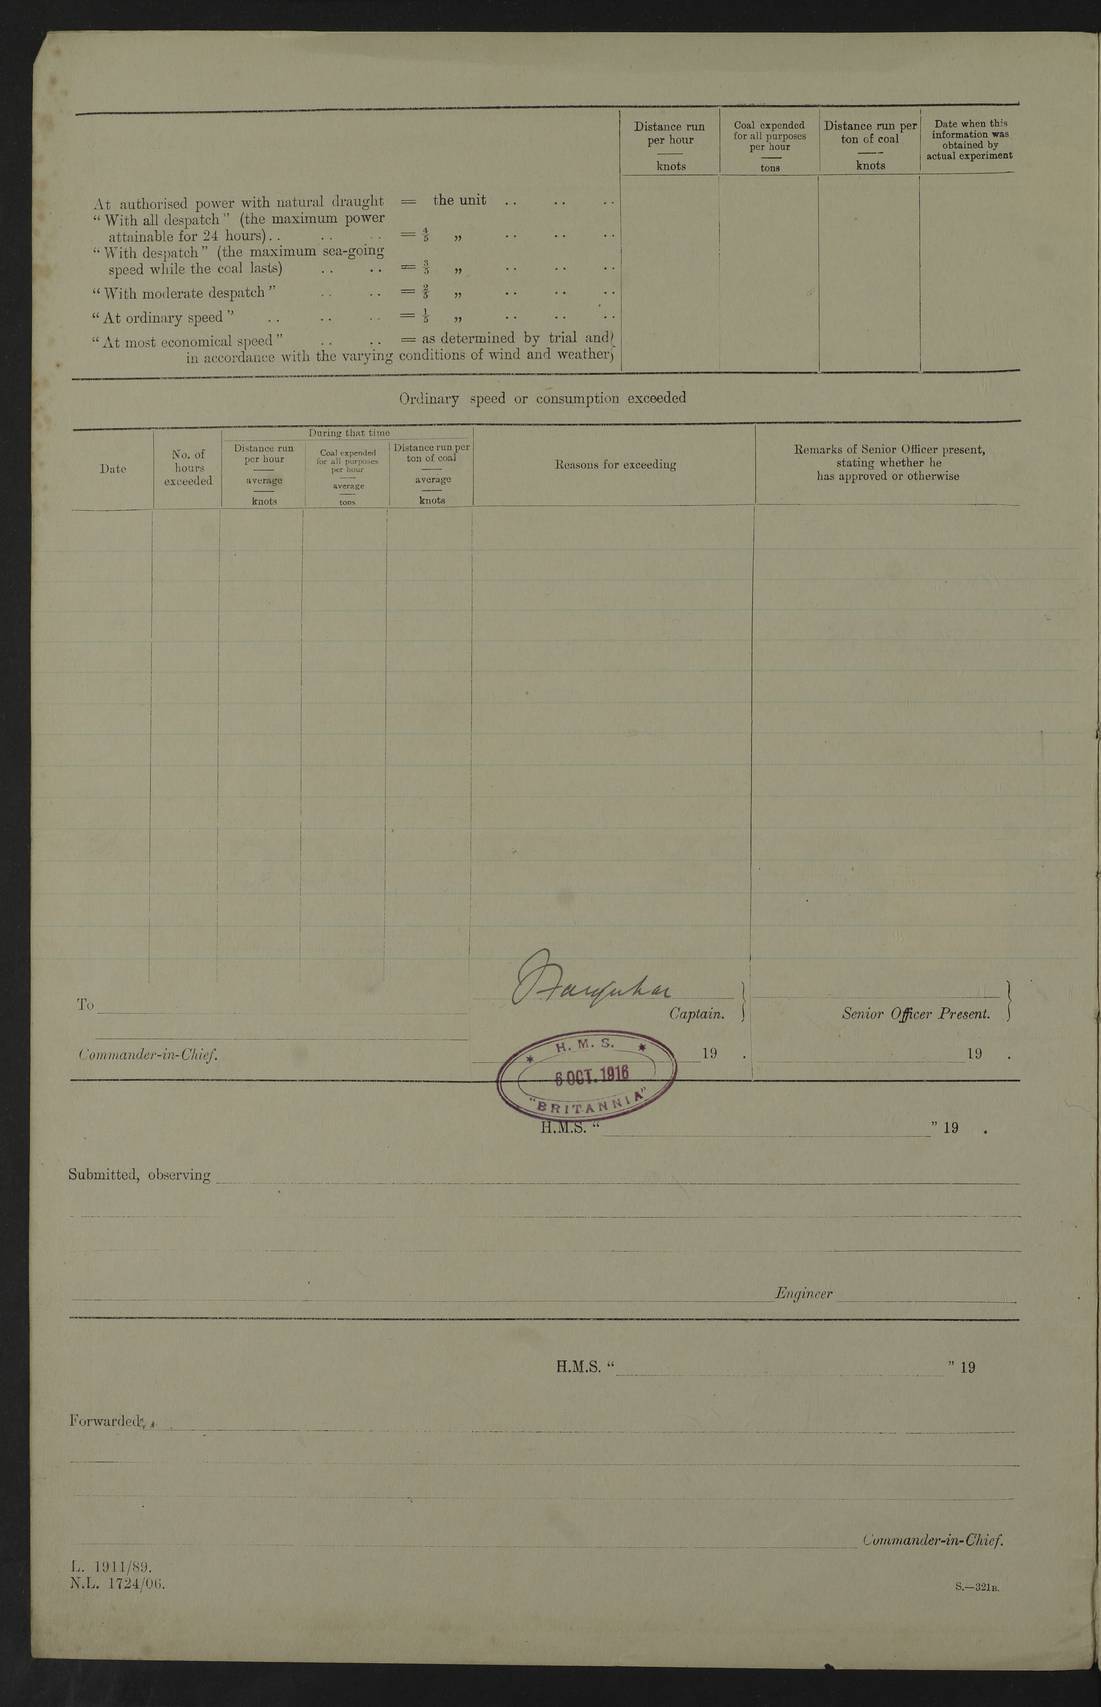 Distance run per hour knots
Coal expended for all purposes per hour tons
Distance run per ton of coal knots
Date when this information was obtained by actual experiment
At authorised power with natural draught = the unit .. .. ..
“With all despatch” (the maximum power
attainable for 24 hours).. .. .. = 4/5 „ .. .. ..
“With despatch” (the maximum sea-going
speed while the coal lasts) .. .. = 3/5 „ .. .. ..
“With moderate despatch” .. .. = 2/5 „ .. .. ..
“At ordinary speed” .. .. .. = 1/5 „ .. .. ..
“At most economical speed” .. .. = as determined by trial and
in accordance with the varying conditions of wind and weather
Ordinary speed or consumption exceeded
Date
No. of hours exceeded
During that time
Distance run per hour average knots
Coal expended for all purposes per hour average tons
Distance run per ton of coal average knots
Reasons for exceeding
Remarks of Senior Officer present, stating whether he has approved or otherwise
To
Captain.
Senior Officer Present.
Commander-in-Chief.
19 .
19 .
H. M. S.
6 OCT. 1916
"BRITANNIA"
H.M.S. “ ” 19 .
Submitted, observing
Engineer
H.M.S. “ ” 19
Forwarded,
Commander-in-Chief.
L. 1911/89.
N.L. 1724/06.
S.—321B.